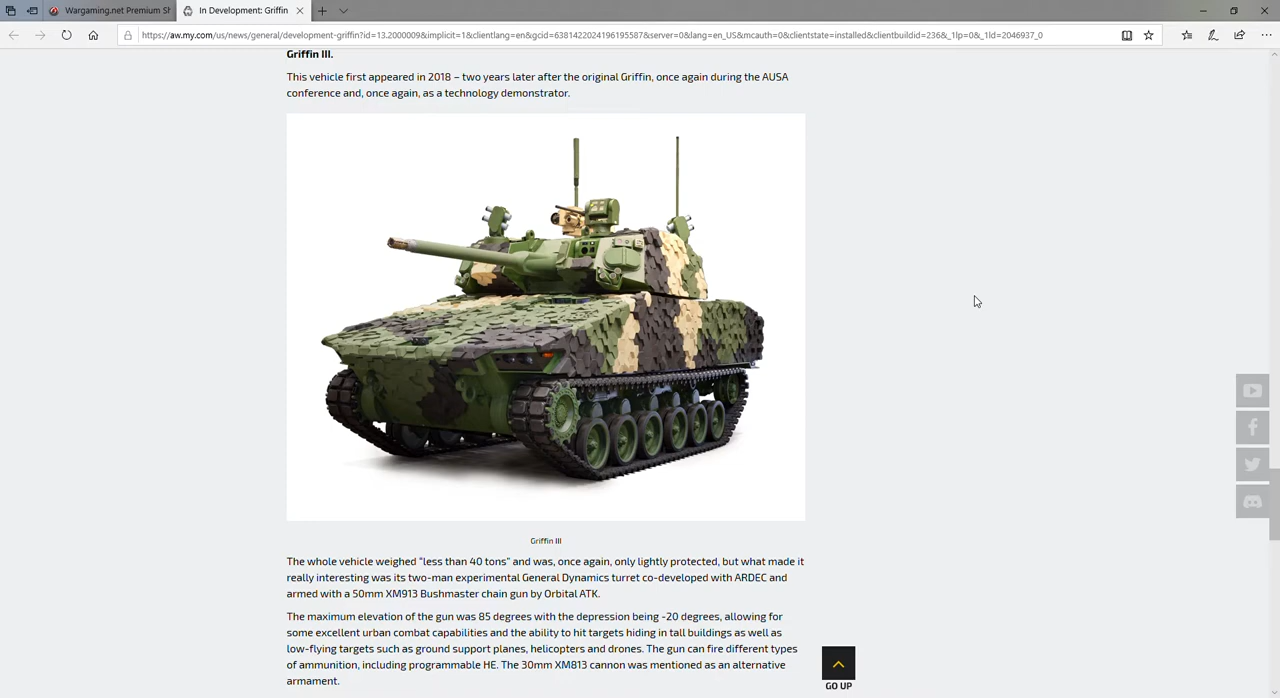 Wargaming.net Premium Sh
In Development: Griffin
https://aw.my.com/us/news/general/development-griffin?id=13.2000009&implicit=1&clientlang=en&gcid=6381422024196195587&server=0&lang=en_US&mcauth=0&clientstate=installed&clientbuildid=236&_1lp=0&_1ld=2046937_0
Griffin III.
This vehicle first appeared in 2018 – two years later after the original Griffin, once again during the AUSA
conference and, once again, as a technology demonstrator.
Griffin III
The whole vehicle weighed “less than 40 tons” and was, once again, only lightly protected, but what made it
really interesting was its two-man experimental General Dynamics turret co-developed with ARDEC and
armed with a 50mm XM913 Bushmaster chain gun by Orbital ATK.
The maximum elevation of the gun was 85 degrees with the depression being -20 degrees, allowing for
some excellent urban combat capabilities and the ability to hit targets hiding in tall buildings as well as
low-flying targets such as ground support planes, helicopters and drones. The gun can fire different types
of ammunition, including programmable HE. The 30mm XM813 cannon was mentioned as an alternative
armament.
GO UP